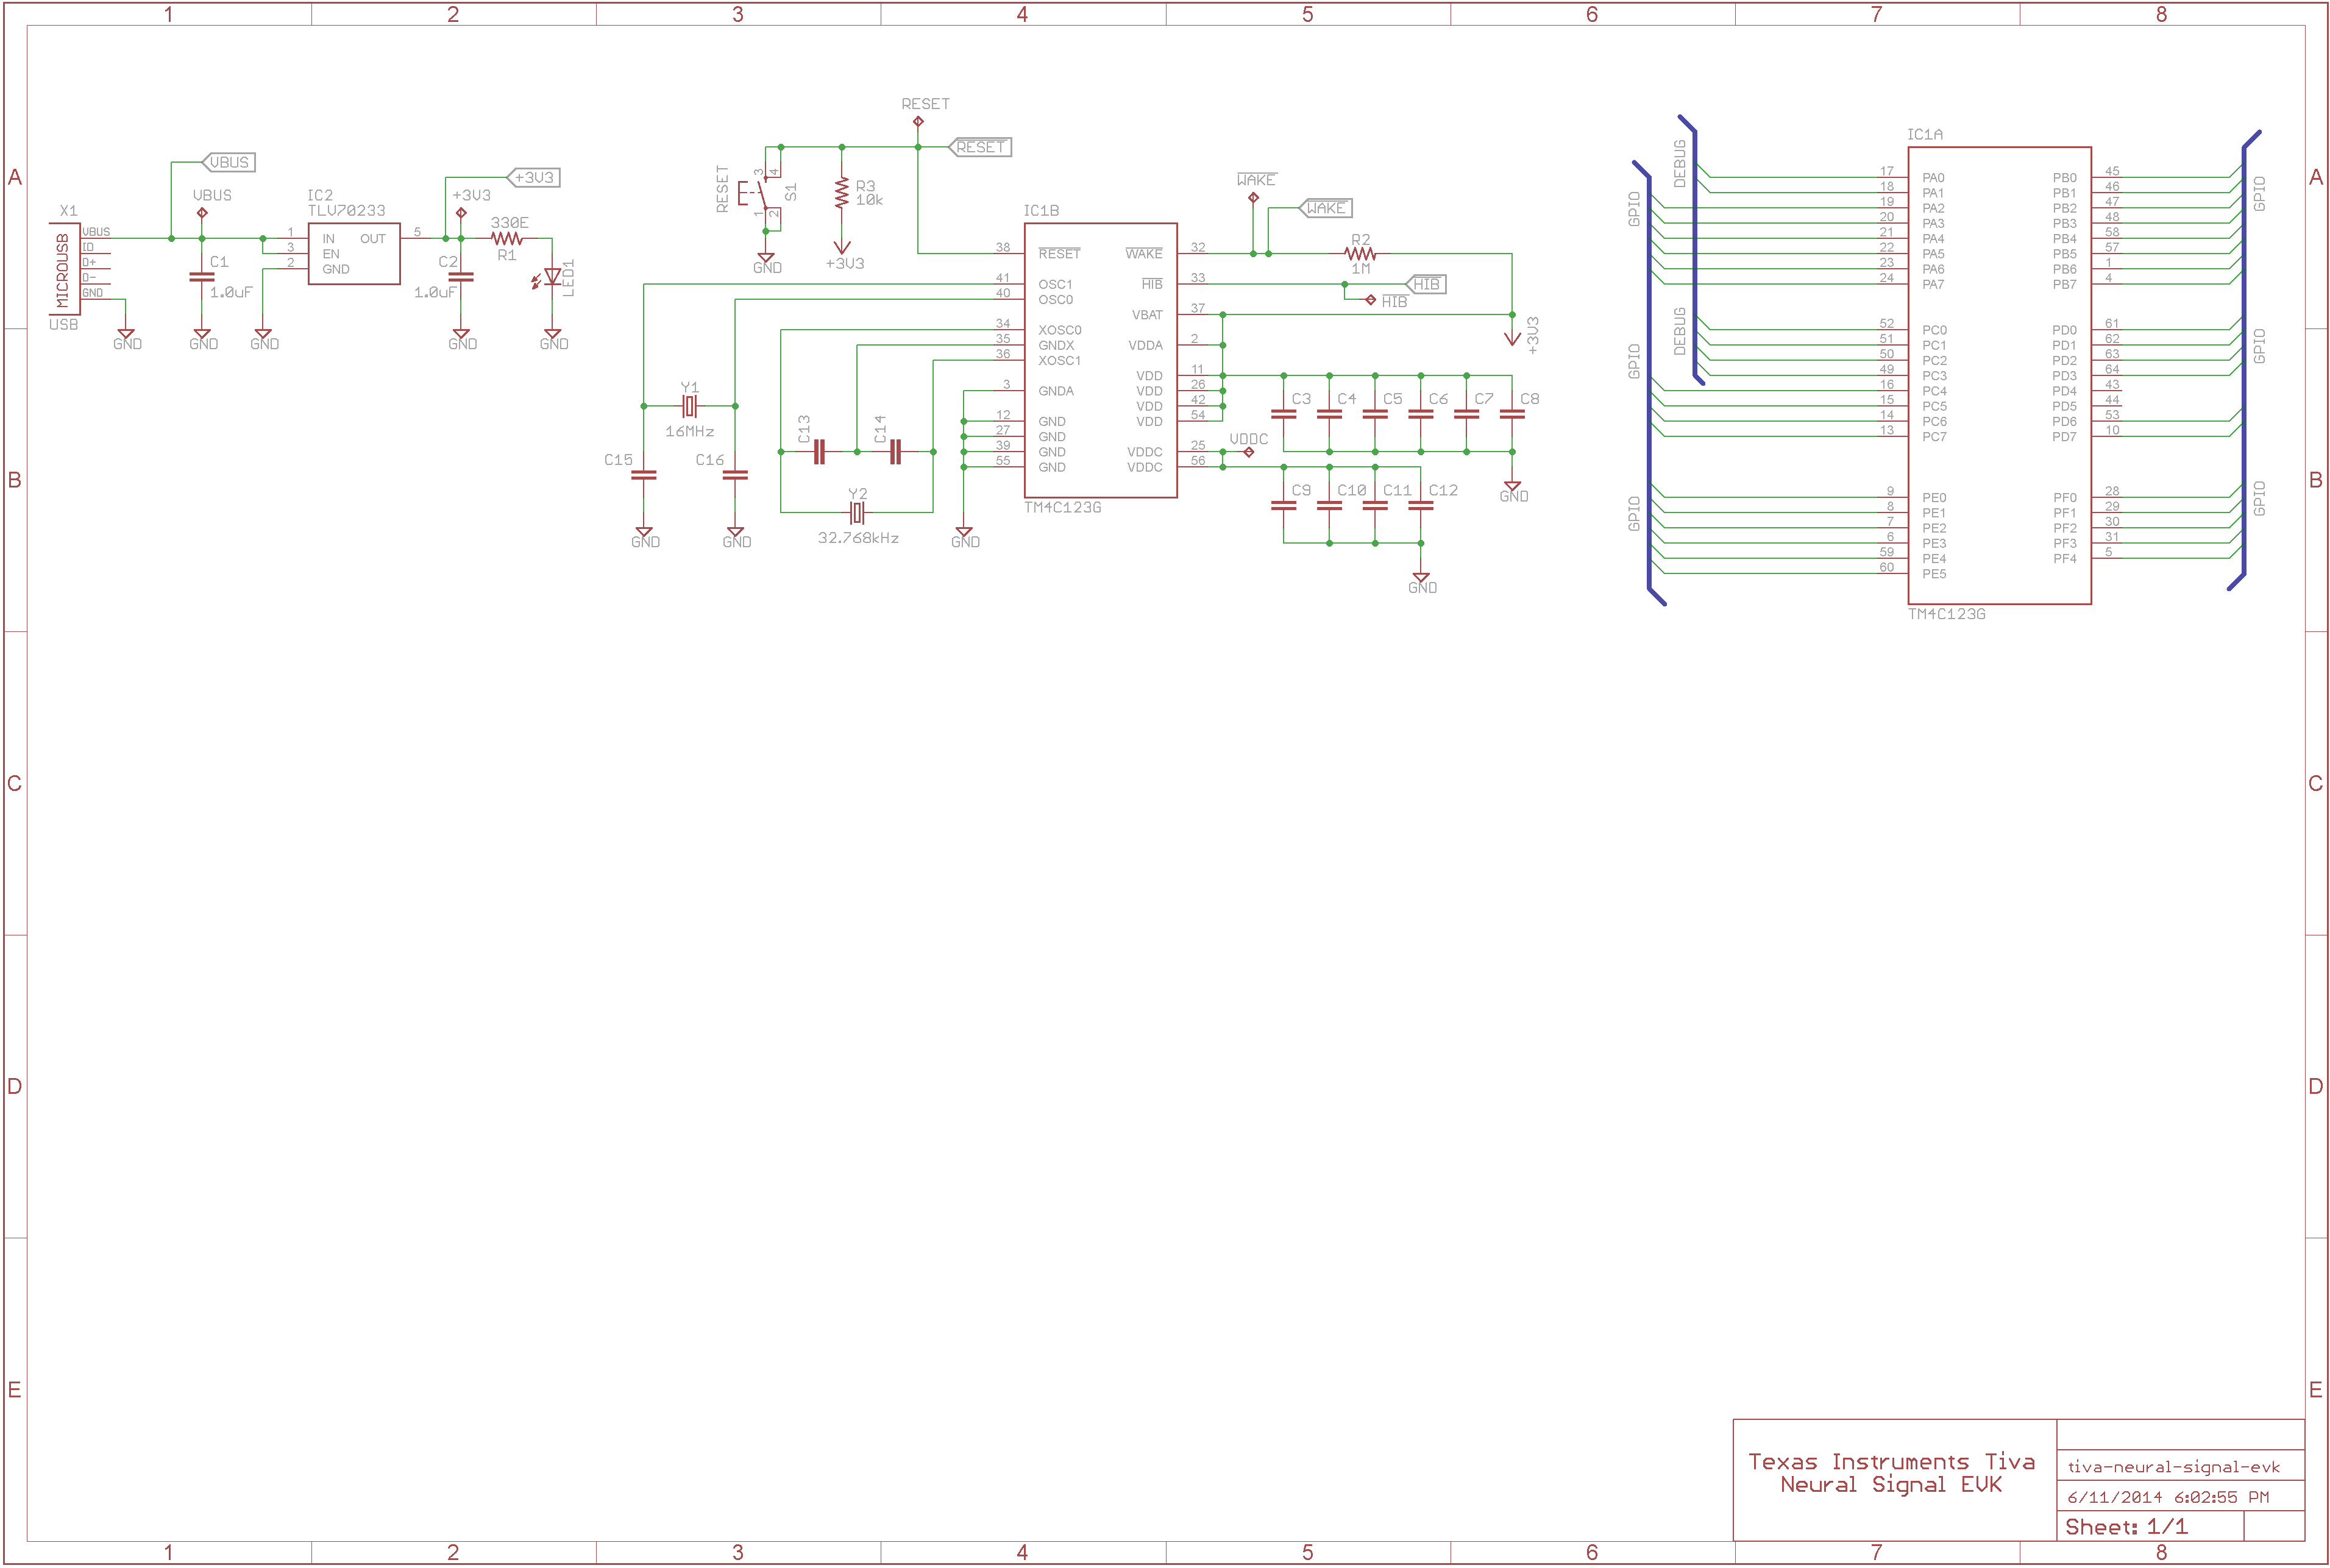 1 2 3 4 5 6 7 8
A A
B B
C C
D D
E E
VBUS
VBUS
X1
MICROUSB
VBUS
ID
D+
D-
GND
USB
GND
C1
1.0uF
GND
GND
IC2
TLV70233
1 IN
3 EN
2 GND
OUT 5
+3V3
+3V3
C2
1.0uF
GND
330E
R1
LED1
GND
RESET
RESET
RESET
S1
3
4
1
2
GND
R3
10k
+3V3
IC1B
38 RESET
41 OSC1
40 OSC0
34 XOSC0
35 GNDX
36 XOSC1
3 GNDA
12 GND
27 GND
39 GND
55 GND
WAKE 32
HIB 33
VBAT 37
VDDA 2
VDD 11
VDD 26
VDD 42
VDD 54
VDDC 25
VDDC 56
TM4C123G
Y1
16MHz
C15
C16
GND
GND
C13
C14
Y2
32.768kHz
GND
WAKE
WAKE
R2
1M
HIB
HIB
+3V3
C3 C4 C5 C6 C7 C8
VDDC
GND
C9 C10 C11 C12
GND
IC1A
DEBUG
GPIO
DEBUG
GPIO
GPIO
17 PA0
18 PA1
19 PA2
20 PA3
21 PA4
22 PA5
23 PA6
24 PA7
52 PC0
51 PC1
50 PC2
49 PC3
16 PC4
15 PC5
14 PC6
13 PC7
9 PE0
8 PE1
7 PE2
6 PE3
59 PE4
60 PE5
PB0 45
PB1 46
PB2 47
PB3 48
PB4 58
PB5 57
PB6 1
PB7 4
PD0 61
PD1 62
PD2 63
PD3 64
PD4 43
PD5 44
PD6 53
PD7 10
PF0 28
PF1 29
PF2 30
PF3 31
PF4 5
GPIO
GPIO
GPIO
TM4C123G
Texas Instruments Tiva
Neural Signal EVK
tiva-neural-signal-evk
6/11/2014 6:02:55 PM
Sheet: 1/1
1 2 3 4 5 6 7 8